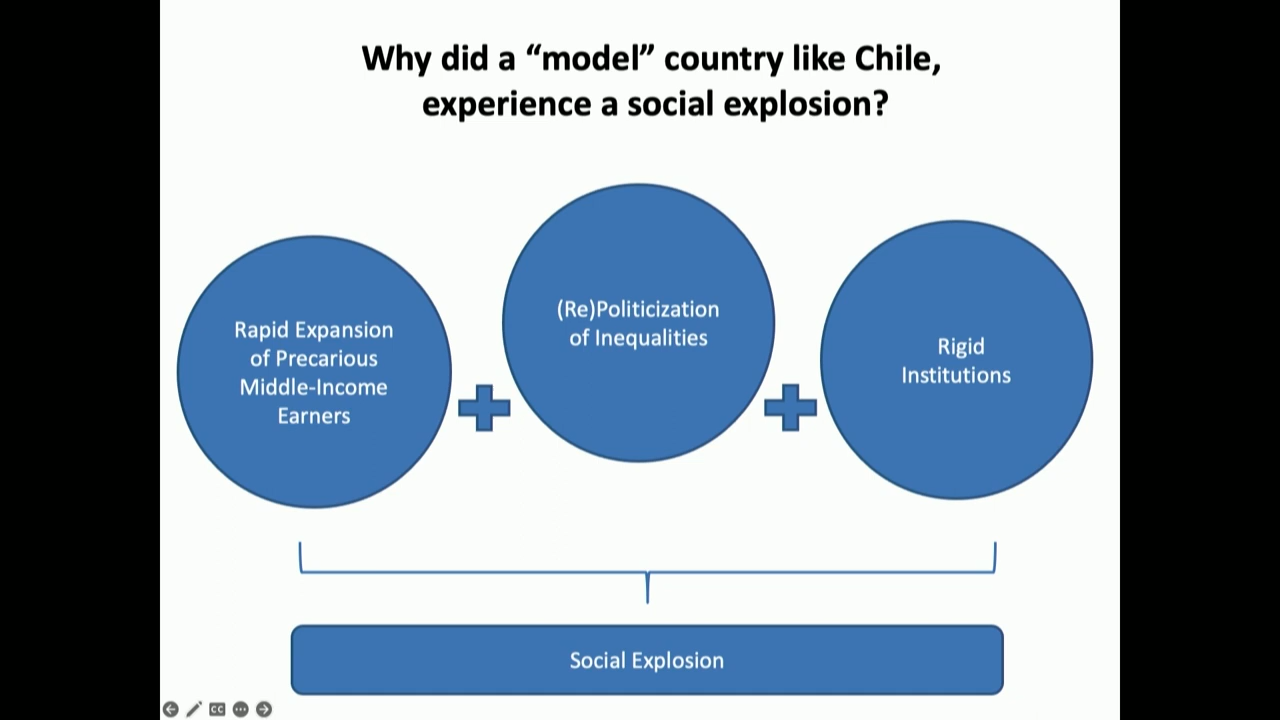 Why did a “model” country like Chile,
experience a social explosion?
Rapid Expansion
of Precarious
Middle-Income
Earners
(Re)Politicization
of Inequalities
Rigid
Institutions
Social Explosion
CC